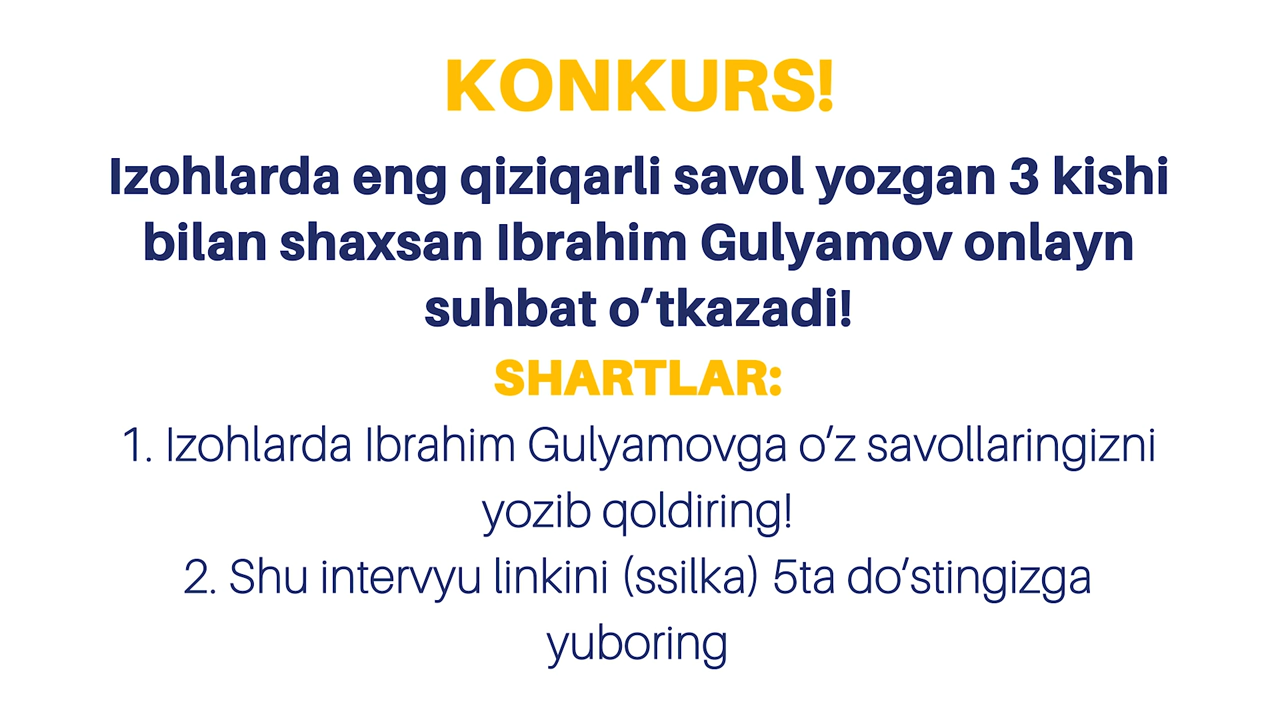 KONKURS!
Izohlarda eng qiziqarli savol yozgan 3 kishi
bilan shaxsan Ibrahim Gulyamov onlayn
suhbat o’tkazadi!
SHARTLAR:
1. Izohlarda Ibrahim Gulyamovga o’z savollaringizni
yozib qoldiring!
2. Shu intervyu linkini (ssilka) 5ta do’stingizga
yuboring